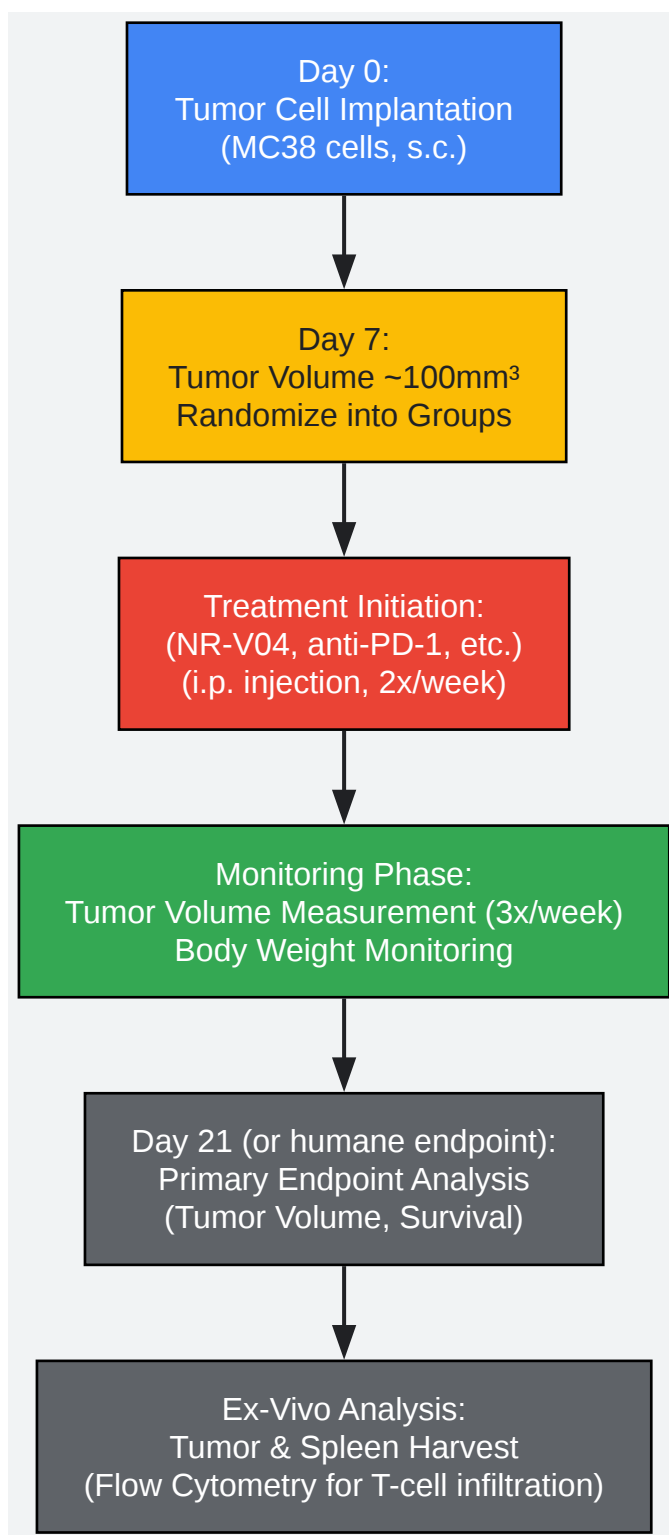 Day 0:
Tumor Cell Implantation
(MC38 cells, s.c.)
Day 7:
Tumor Volume ~100mm³
Randomize into Groups
Treatment Initiation:
(NR-V04, anti-PD-1, etc.)
(i.p. injection, 2x/week)
Monitoring Phase:
Tumor Volume Measurement (3x/week)
Body Weight Monitoring
Day 21 (or humane endpoint):
Primary Endpoint Analysis
(Tumor Volume, Survival)
Ex-Vivo Analysis:
Tumor & Spleen Harvest
(Flow Cytometry for T-cell infiltration)